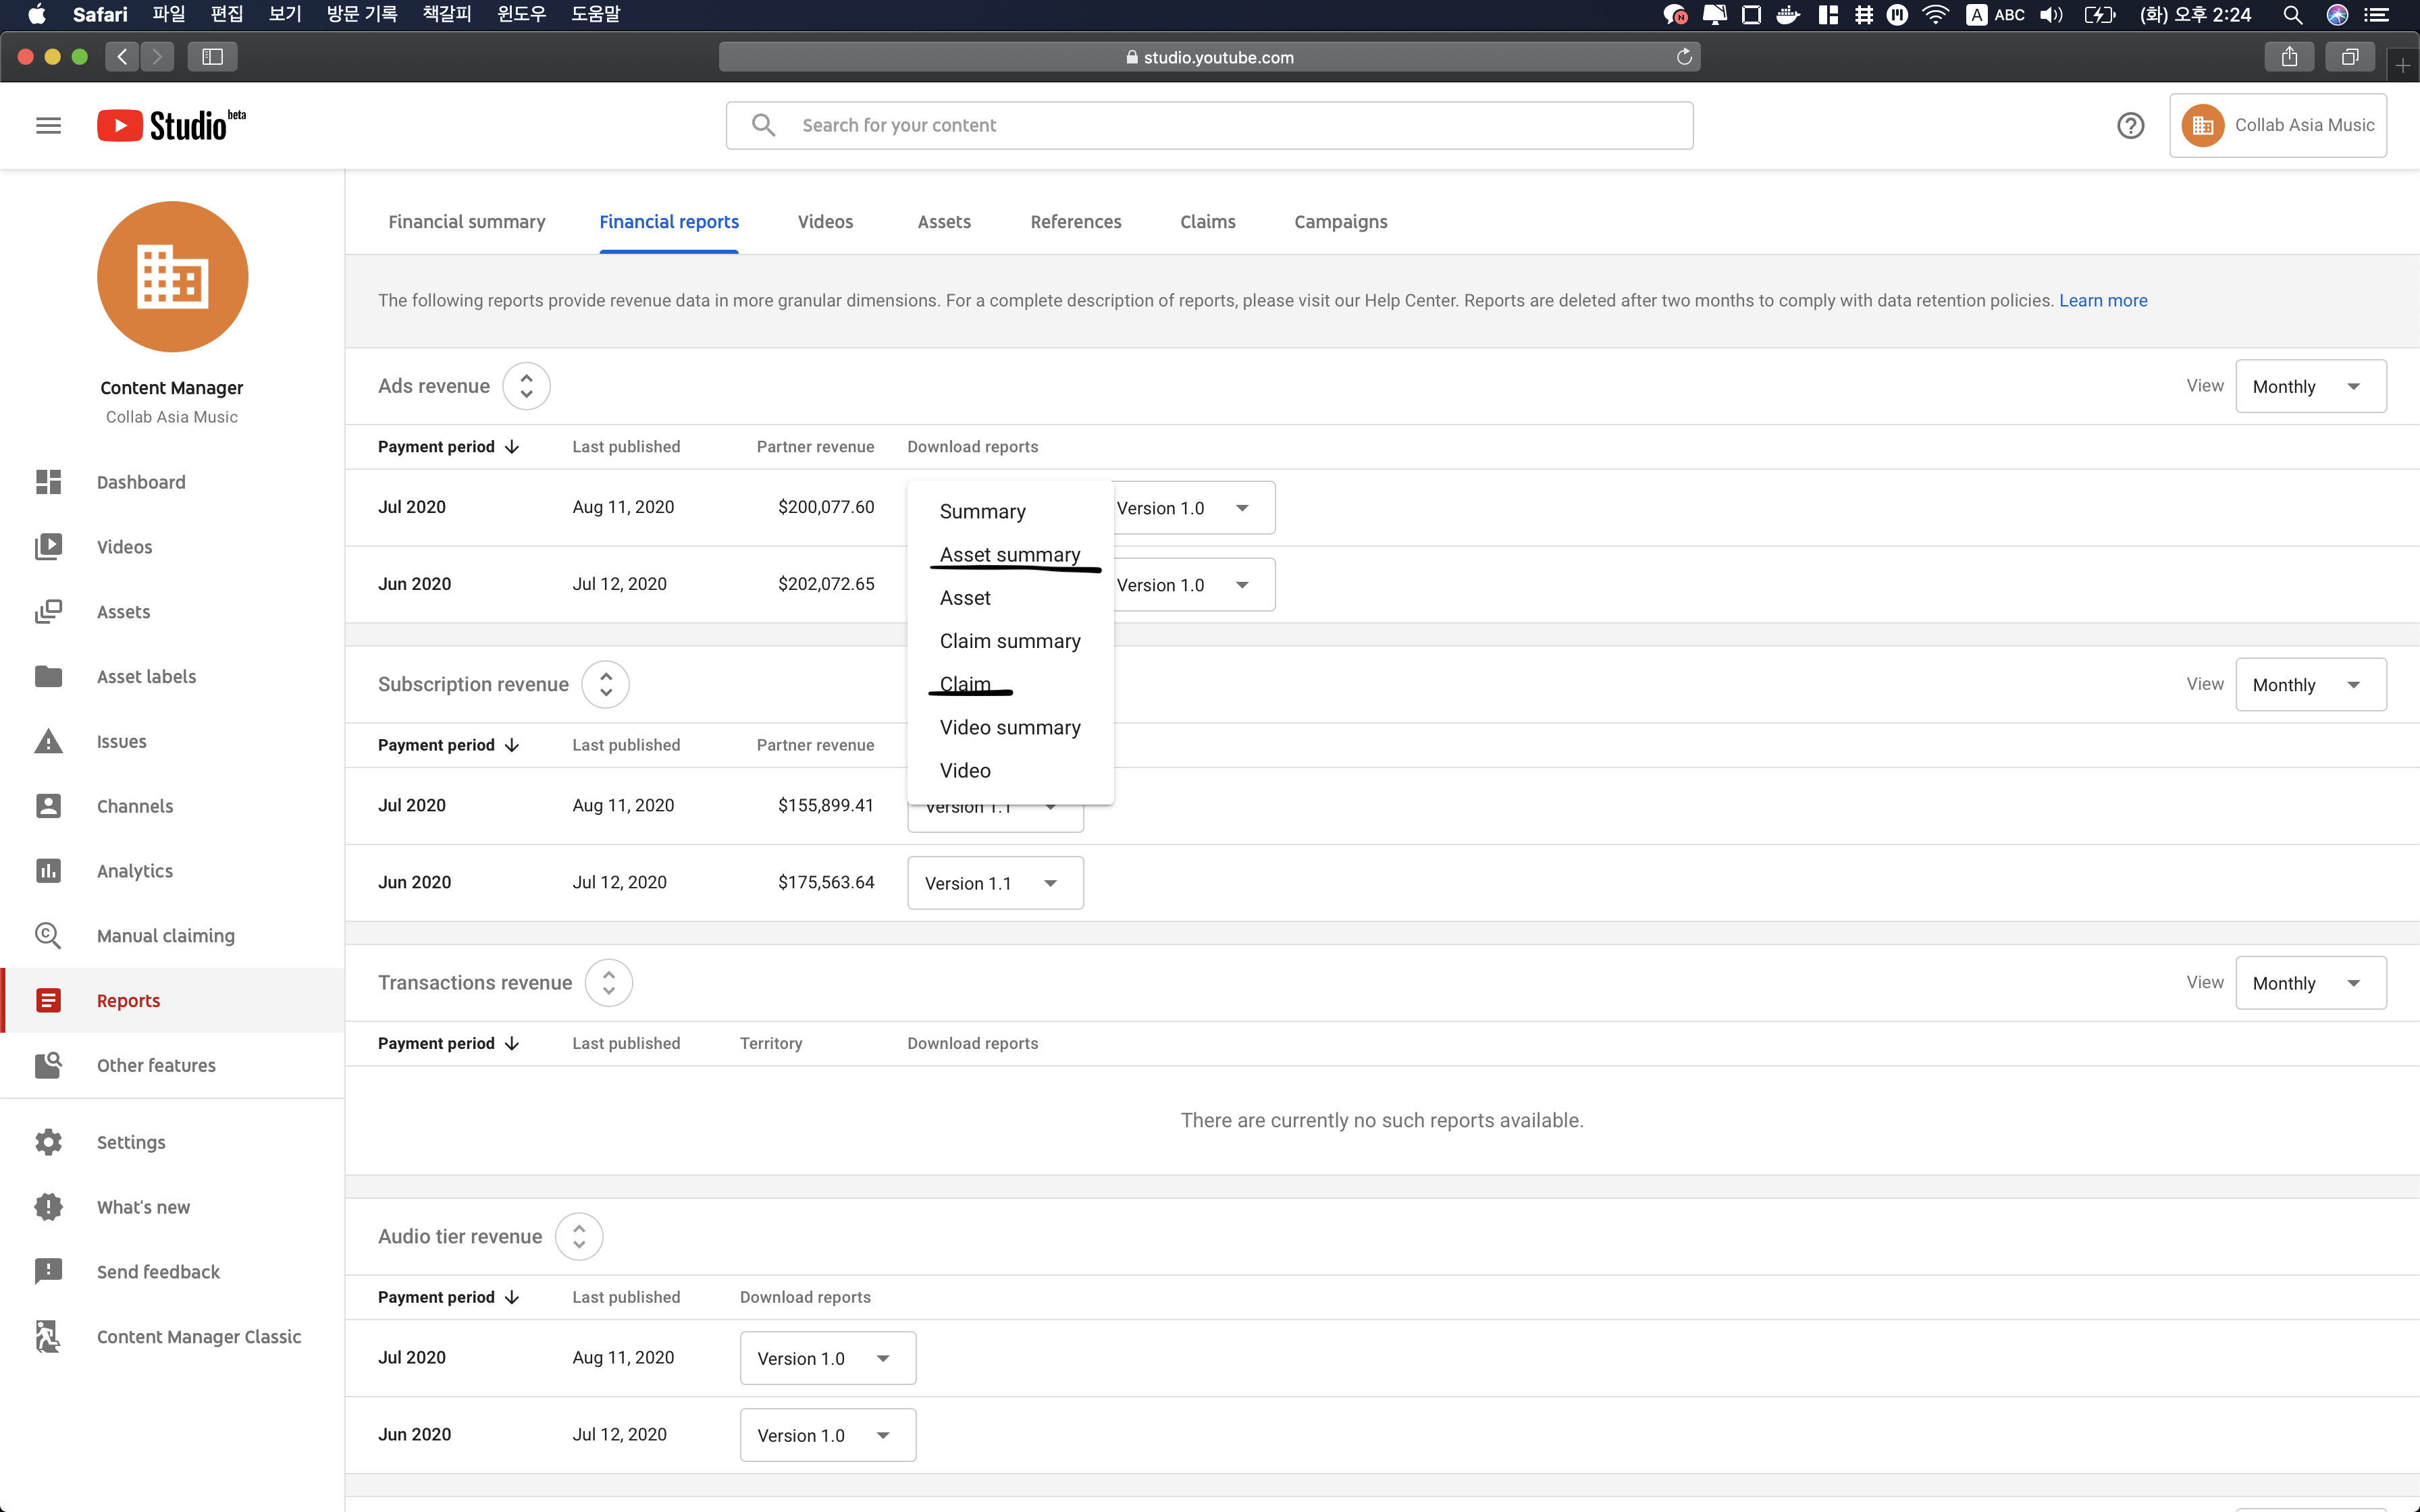 Safari 파일 편집 보기 방문 기록 책갈피 윈도우 도움말 A ABC (화) 오후 2:24
studio.youtube.com
Studio beta
Search for your content
Collab Asia Music
Content Manager
Collab Asia Music
Dashboard
Videos
Assets
Asset labels
Issues
Channels
Analytics
Manual claiming
Reports
Other features
Settings
What's new
Send feedback
Content Manager Classic
Financial summary Financial reports Videos Assets References Claims Campaigns
The following reports provide revenue data in more granular dimensions. For a complete description of reports, please visit our Help Center. Reports are deleted after two months to comply with data retention policies. Learn more
Ads revenue View Monthly
Payment period Last published Partner revenue Download reports
Jul 2020 Aug 11, 2020 $200,077.60 Version 1.0
Jun 2020 Jul 12, 2020 $202,072.65 Version 1.0
Summary
Asset summary
Asset
Claim summary
Claim
Video summary
Video
Subscription revenue View Monthly
Payment period Last published Partner revenue
Jul 2020 Aug 11, 2020 $155,899.41 Version 1.1
Jun 2020 Jul 12, 2020 $175,563.64 Version 1.1
Transactions revenue View Monthly
Payment period Last published Territory Download reports
There are currently no such reports available.
Audio tier revenue
Payment period Last published Download reports
Jul 2020 Aug 11, 2020 Version 1.0
Jun 2020 Jul 12, 2020 Version 1.0